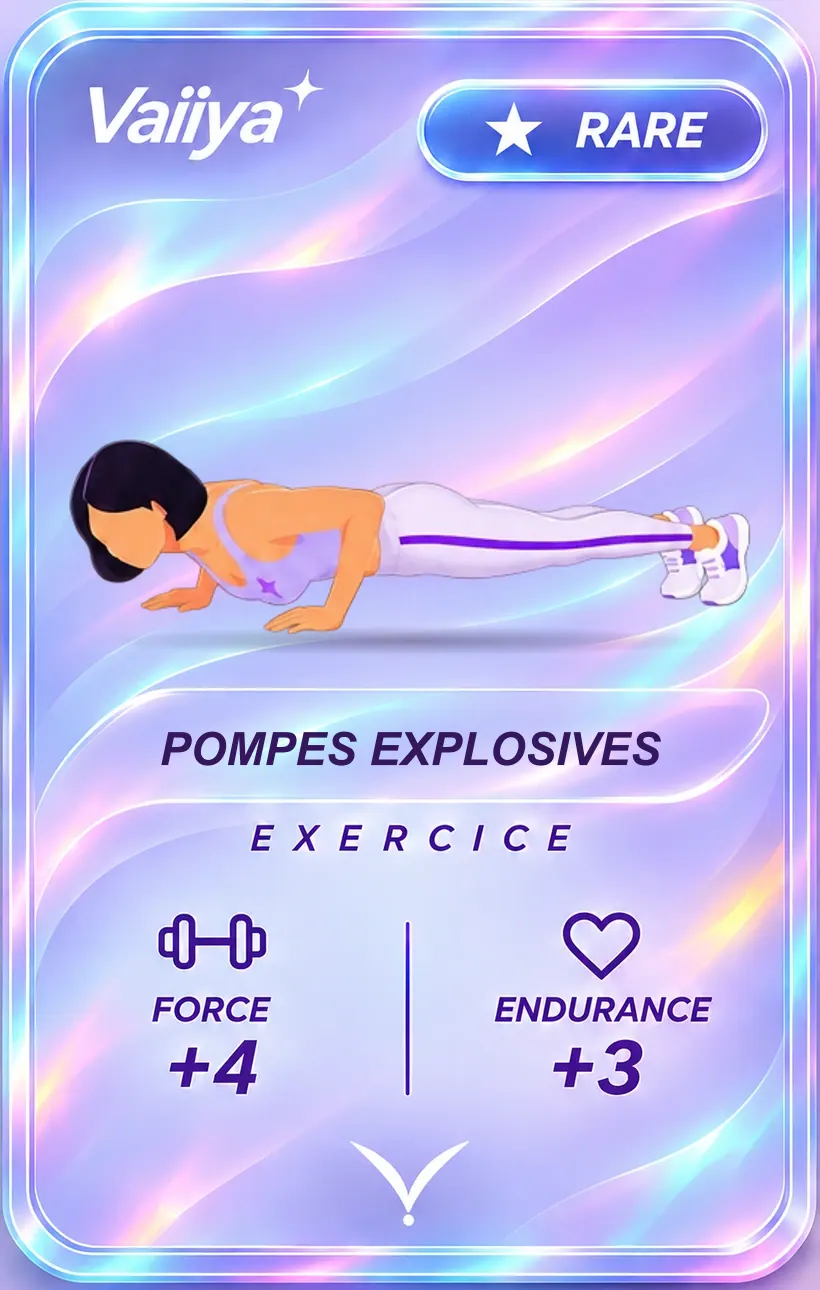 Vaiiya
RARE
POMPES EXPLOSIVES
EXERCICE
FORCE
+4
ENDURANCE
+3